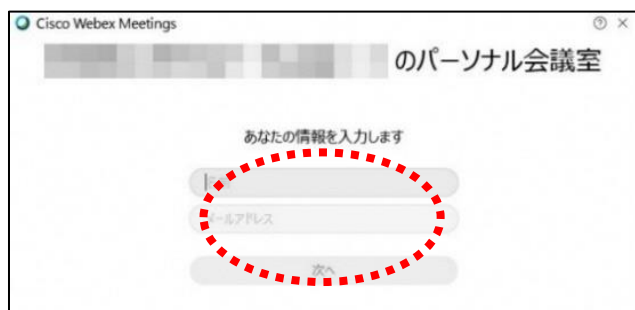 Cisco Webex Meetings
のパーソナル会議室
あなたの情報を入力します
メールアドレス
次へ